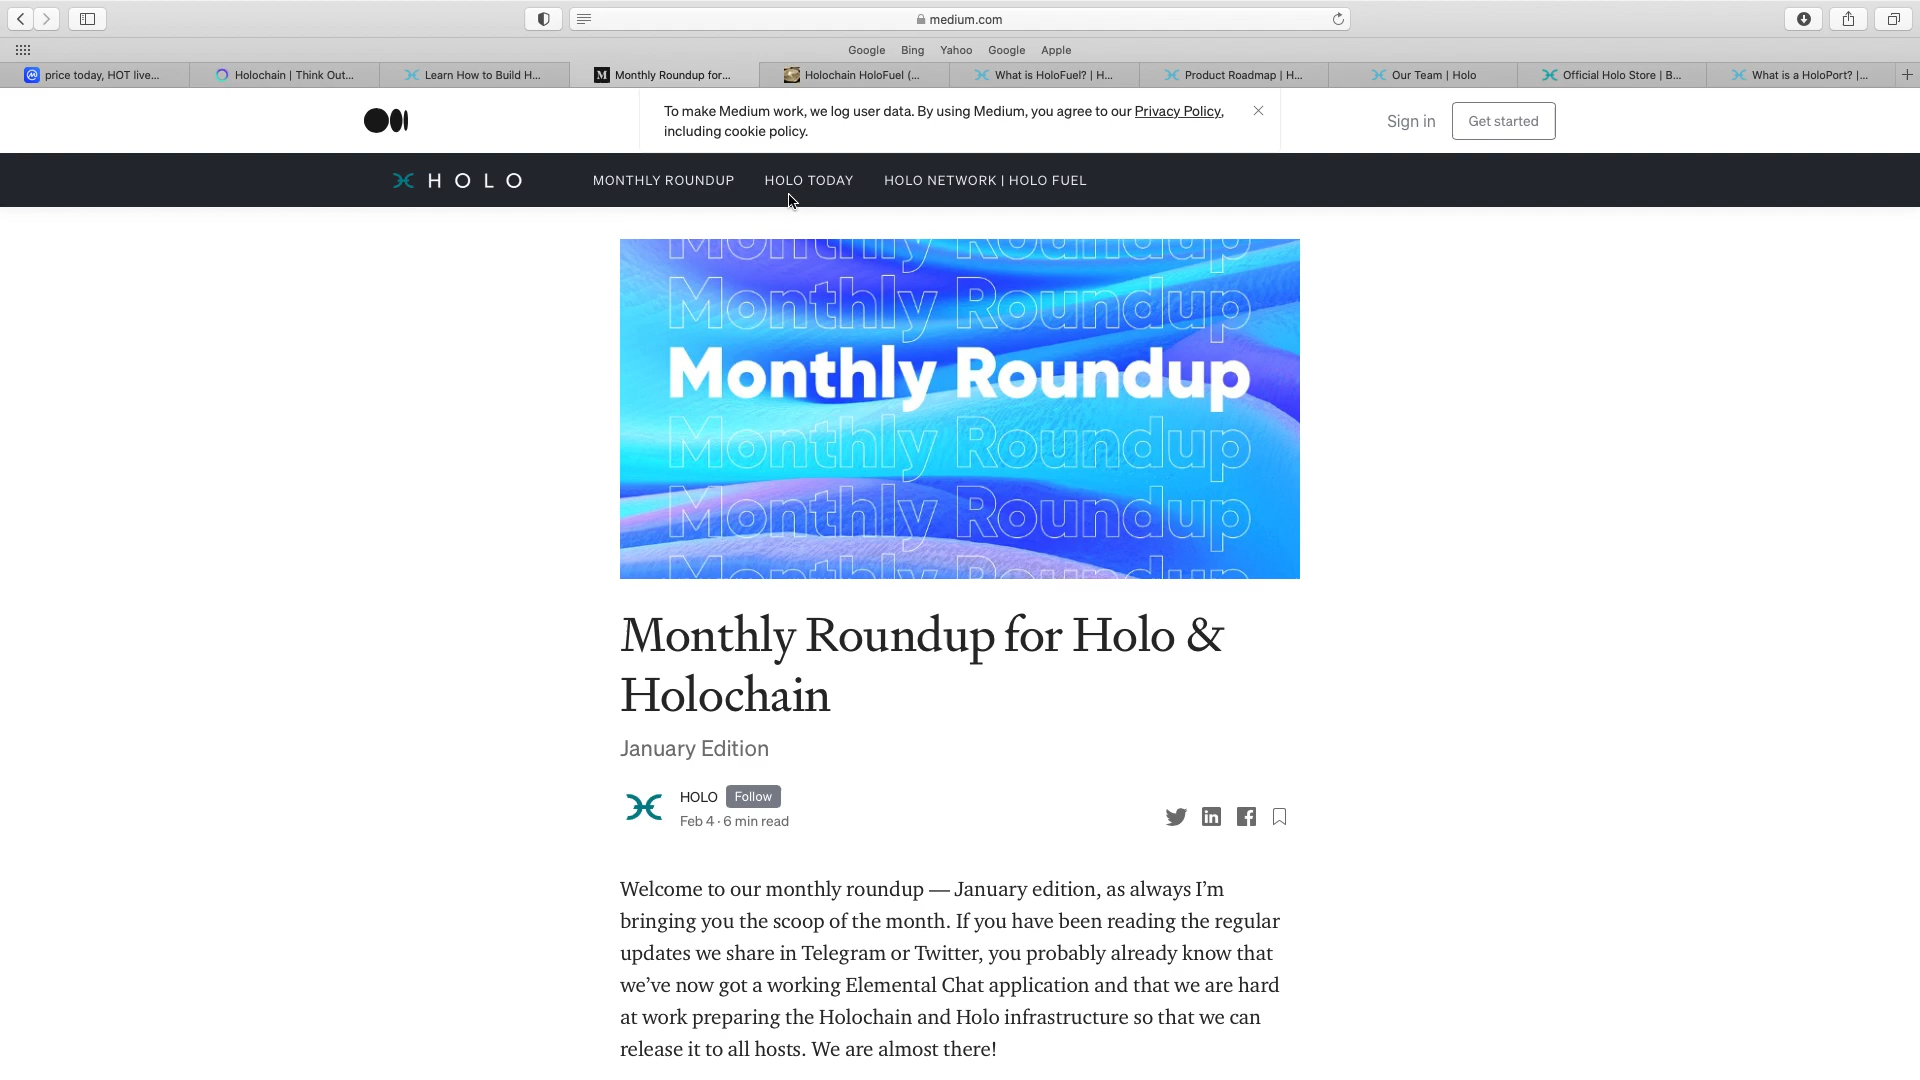 medium.com
Google Bing Yahoo Google Apple
price today, HOT live...
Holochain | Think Out...
Learn How to Build H...
Monthly Roundup for...
Holochain HoloFuel (...
What is HoloFuel? | H...
Product Roadmap | H...
Our Team | Holo
Official Holo Store | B...
What is a HoloPort? |...
To make Medium work, we log user data. By using Medium, you agree to our Privacy Policy,
including cookie policy.
Sign in
Get started
HOLO
MONTHLY ROUNDUP
HOLO TODAY
HOLO NETWORK | HOLO FUEL
Monthly Roundup
Monthly Roundup
Monthly Roundup
Monthly Roundup
Monthly Roundup
Monthly Roundup
Monthly Roundup for Holo &
Holochain
January Edition
HOLO Follow
Feb 4 · 6 min read
Welcome to our monthly roundup — January edition, as always I’m
bringing you the scoop of the month. If you have been reading the regular
updates we share in Telegram or Twitter, you probably already know that
we’ve now got a working Elemental Chat application and that we are hard
at work preparing the Holochain and Holo infrastructure so that we can
release it to all hosts. We are almost there!